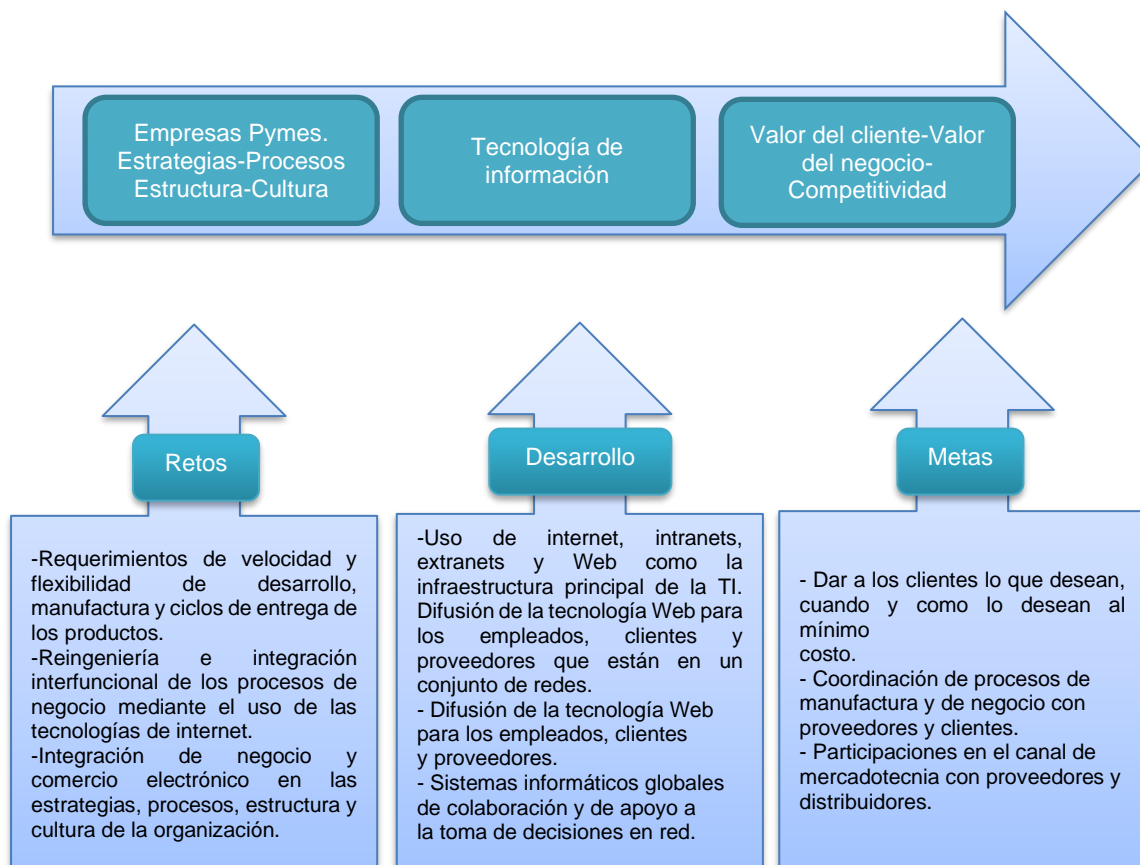 Empresas Pymes.
Estrategias-Procesos
Estructura-Cultura
Tecnología de
información
Valor del cliente-Valor
del negocio-
Competitividad
Retos
-Requerimientos de velocidad y
flexibilidad de desarrollo,
manufactura y ciclos de entrega de
los productos.
-Reingeniería e integración
interfuncional de los procesos de
negocio mediante el uso de las
tecnologías de internet.
-Integración de negocio y
comercio electrónico en las
estrategias, procesos, estructura y
cultura de la organización.
Desarrollo
-Uso de internet, intranets,
extranets y Web como la
infraestructura principal de la TI.
Difusión de la tecnología Web para
los empleados, clientes y
proveedores que están en un
conjunto de redes.
- Difusión de la tecnología Web
para los empleados, clientes
y proveedores.
- Sistemas informáticos globales
de colaboración y de apoyo a
la toma de decisiones en red.
Metas
- Dar a los clientes lo que desean,
cuando y como lo desean al
mínimo
costo.
- Coordinación de procesos de
manufactura y de negocio con
proveedores y clientes.
- Participaciones en el canal de
mercadotecnia con proveedores y
distribuidores.